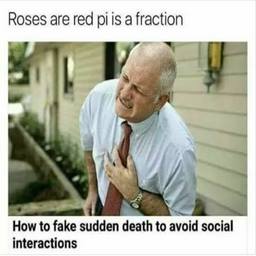 Roses are red pi is a fraction
How to fake sudden death to avoid social
interactions